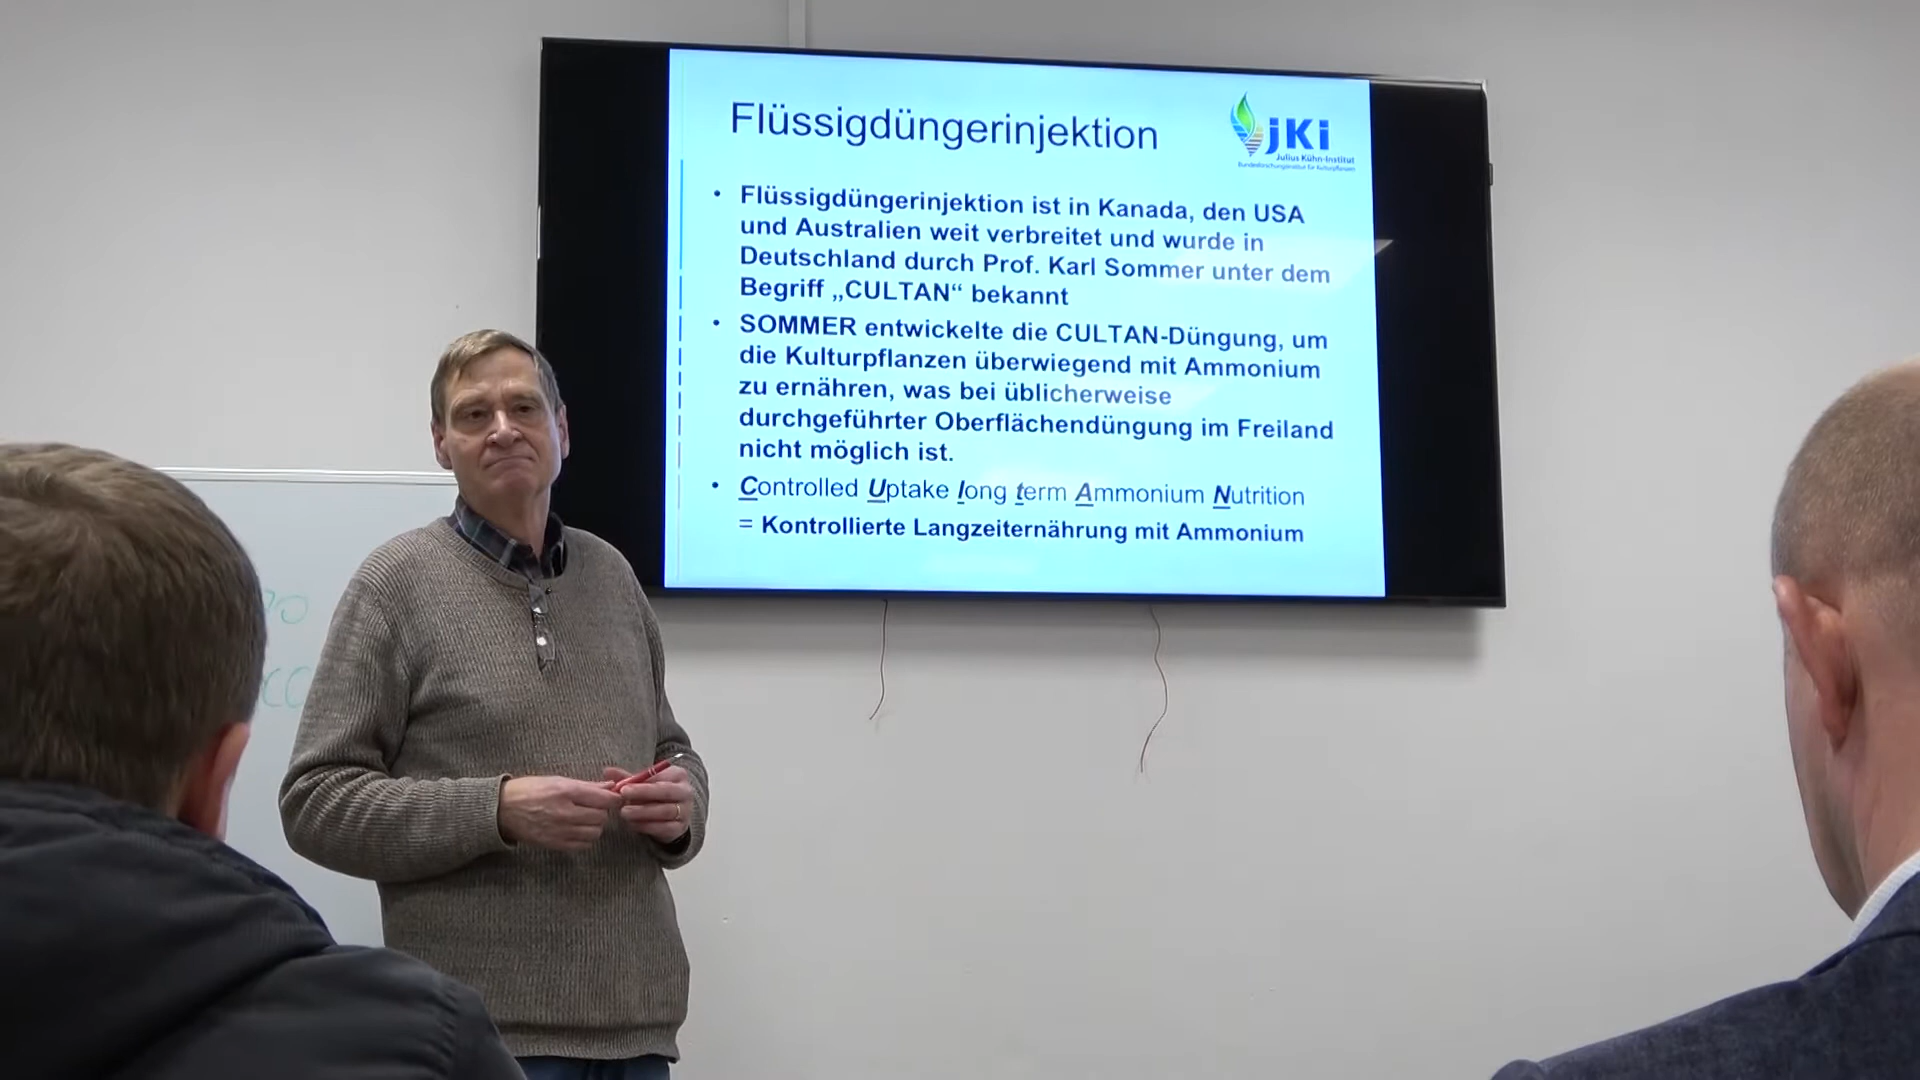 Flüssigdüngerinjektion
jKi
Julius Kühn-Institut
Bundesforschungsinstitut für Kulturpflanzen
• Flüssigdüngerinjektion ist in Kanada, den USA
und Australien weit verbreitet und wurde in
Deutschland durch Prof. Karl Sommer unter dem
Begriff „CULTAN“ bekannt
• SOMMER entwickelte die CULTAN-Düngung, um
die Kulturpflanzen überwiegend mit Ammonium
zu ernähren, was bei üblicherweise
durchgeführter Oberflächendüngung im Freiland
nicht möglich ist.
• Controlled Uptake long term Ammonium Nutrition
= Kontrollierte Langzeiternährung mit Ammonium